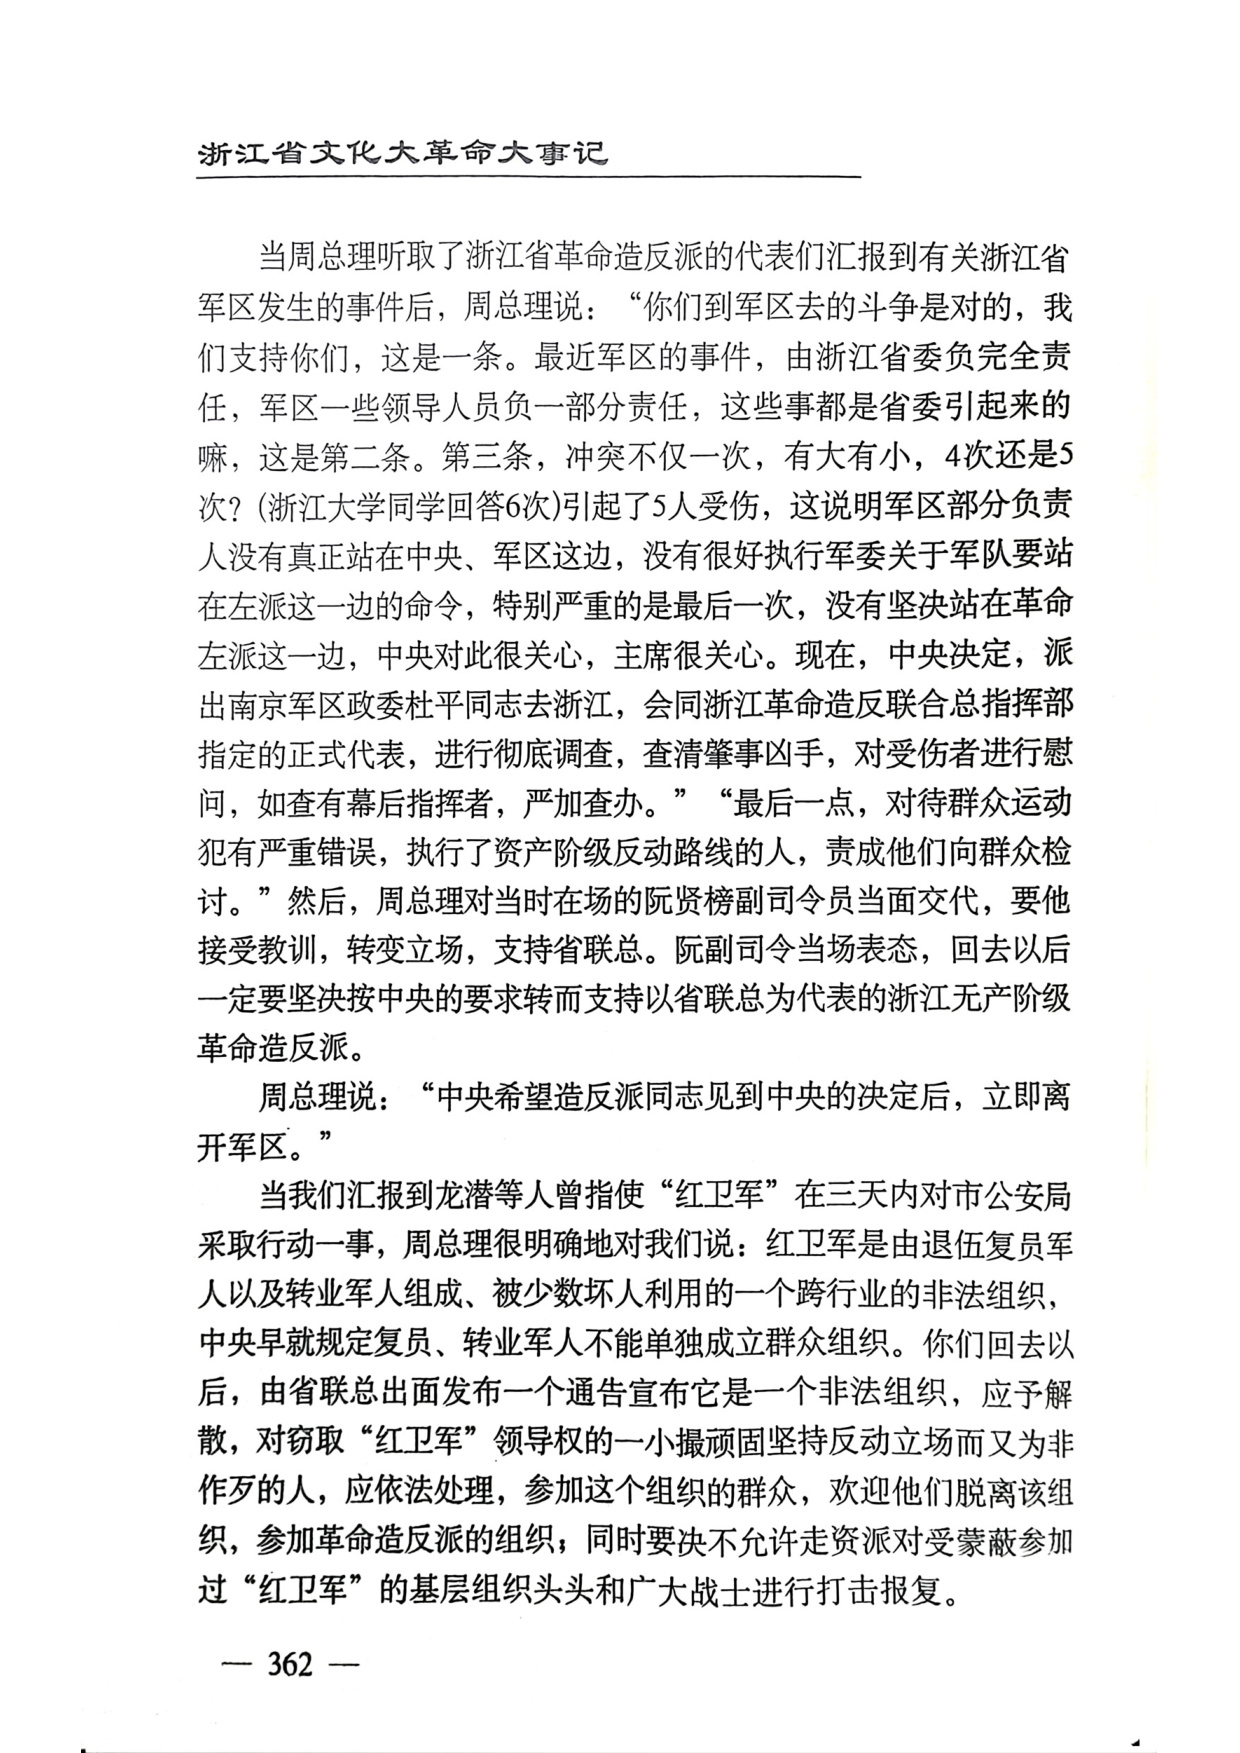 浙江省文化大革命大事记
当周总理听取了浙江省革命造反派的代表们汇报到有关浙江省
军区发生的事件后，周总理说：“你们到军区去的斗争是对的，我
们支持你们，这是一条。最近军区的事件，由浙江省委负完全责
任，军区一些领导人员负一部分责任，这些事都是省委引起来的
嘛，这是第二条。第三条，冲突不仅一次，有大有小，4次还是5
次？(浙江大学同学回答6次)引起了5人受伤，这说明军区部分负责
人没有真正站在中央、军区这边，没有很好执行军委关于军队要站
在左派这一边的命令，特别严重的是最后一次，没有坚决站在革命
左派这一边，中央对此很关心，主席很关心。现在，中央决定，派
出南京军区政委杜平同志去浙江，会同浙江革命造反联合总指挥部
指定的正式代表，进行彻底调查，查清肇事凶手，对受伤者进行慰
问，如查有幕后指挥者，严加查办。”“最后一点，对待群众运动
犯有严重错误，执行了资产阶级反动路线的人，责成他们向群众检
讨。”然后，周总理对当时在场的阮贤榜副司令员当面交代，要他
接受教训，转变立场，支持省联总。阮副司令当场表态，回去以后
一定要坚决按中央的要求转而支持以省联总为代表的浙江无产阶级
革命造反派。
周总理说：“中央希望造反派同志见到中央的决定后，立即离
开军区。”
当我们汇报到龙潜等人曾指使“红卫军”在三天内对市公安局
采取行动一事，周总理很明确地对我们说：红卫军是由退伍复员军
人以及转业军人组成、被少数坏人利用的一个跨行业的非法组织，
中央早就规定复员、转业军人不能单独成立群众组织。你们回去以
后，由省联总出面发布一个通告宣布它是一个非法组织，应予解
散，对窃取“红卫军”领导权的一小撮顽固坚持反动立场而又为非
作歹的人，应依法处理，参加这个组织的群众，欢迎他们脱离该组
织，参加革命造反派的组织；同时要决不允许走资派对受蒙蔽参加
过“红卫军”的基层组织头头和广大战士进行打击报复。
— 362 —